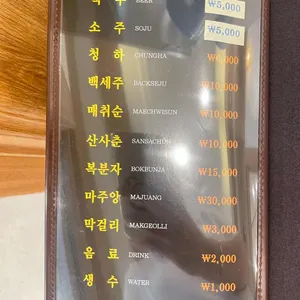 BEER ₩5,000
소주 SOJU ₩5,000
청하 CHUNGHA
백세주 BACKSEJU ₩10,000
매취순 MAECHWISUN ₩10,000
산사춘 SANSACHUN ₩10,000
복분자 BOKBUNJA ₩15,000
마주앙 MAJUANG ₩30,000
막걸리 MAKGEOLLI ₩3,000
음료 DRINK ₩2,000
생수 WATER ₩1,000